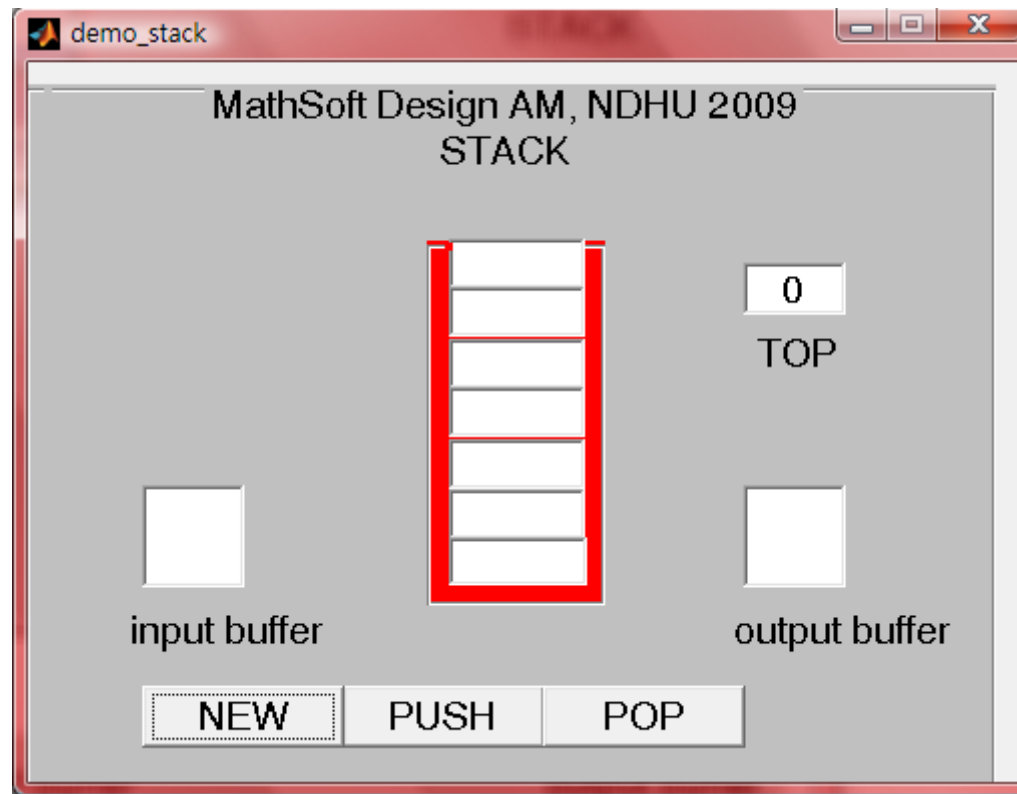 demo_stack
MathSoft Design AM, NDHU 2009
STACK
0
TOP
input buffer
output buffer
NEW
PUSH
POP